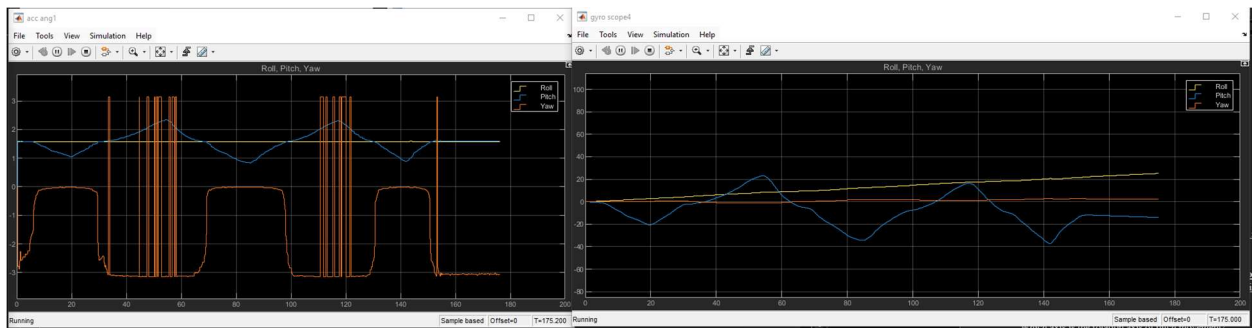 acc ang1
File Tools View Simulation Help
Roll, Pitch, Yaw
Roll
Pitch
Yaw
3
2
1
0
-1
-2
-3
0 20 40 60 80 100 120 140 160 180 200
Running Sample based Offset=0 T=175.200
gyro scope4
File Tools View Simulation Help
Roll, Pitch, Yaw
Roll
Pitch
Yaw
100
80
60
40
20
0
-20
-40
-60
-80
0 20 40 60 80 100 120 140 160 180 200
Running Sample based Offset=0 T=175.000